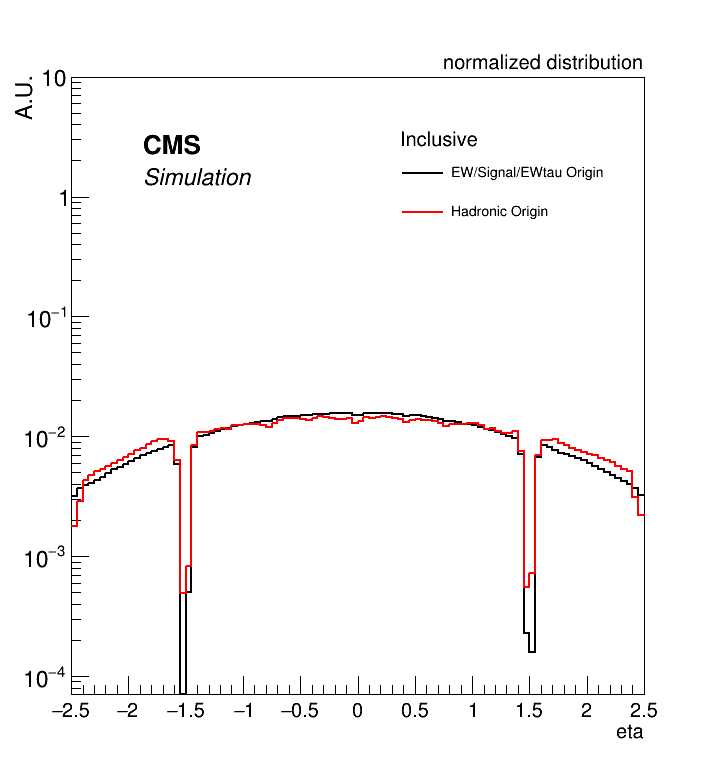 normalized distribution
A.U.
10
CMS
Simulation
Inclusive
EW/Signal/EWtau Origin
Hadronic Origin
1
10−1
10−2
10−3
10−4
−2.5 −2 −1.5 −1 −0.5 0 0.5 1 1.5 2 2.5
eta